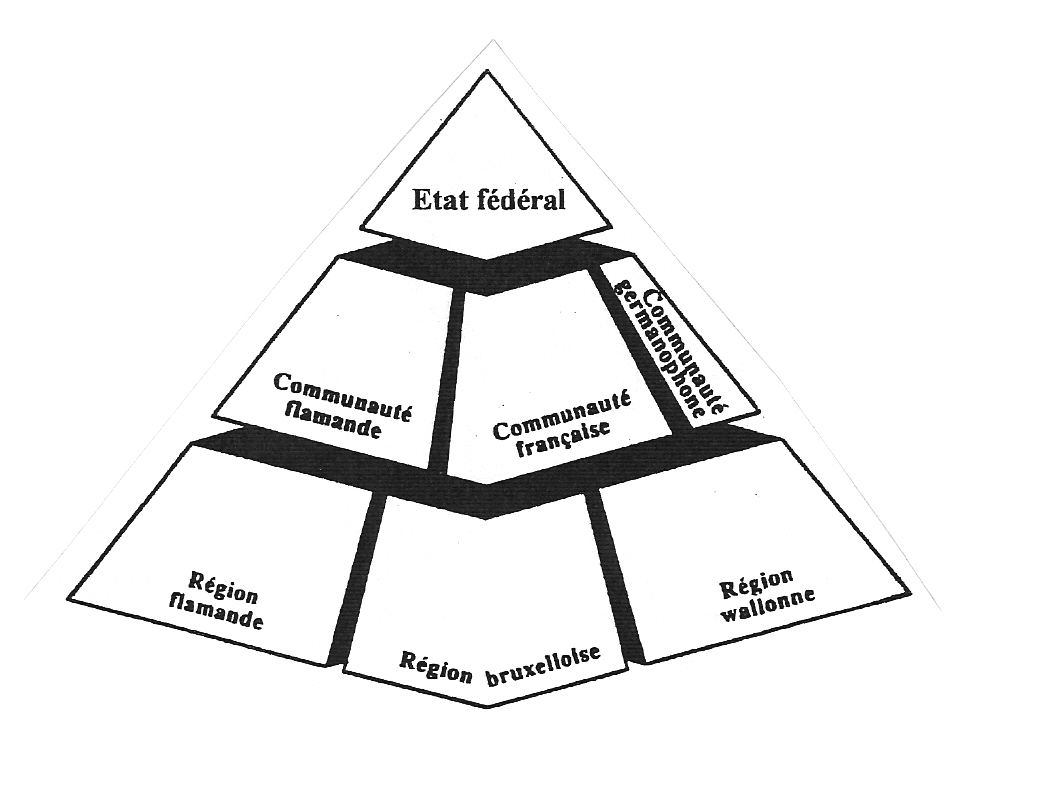 Etat fédéral
Communauté
flamande
Communauté
française
Communauté
germanophone
Région
flamande
Région bruxelloise
Région
wallonne